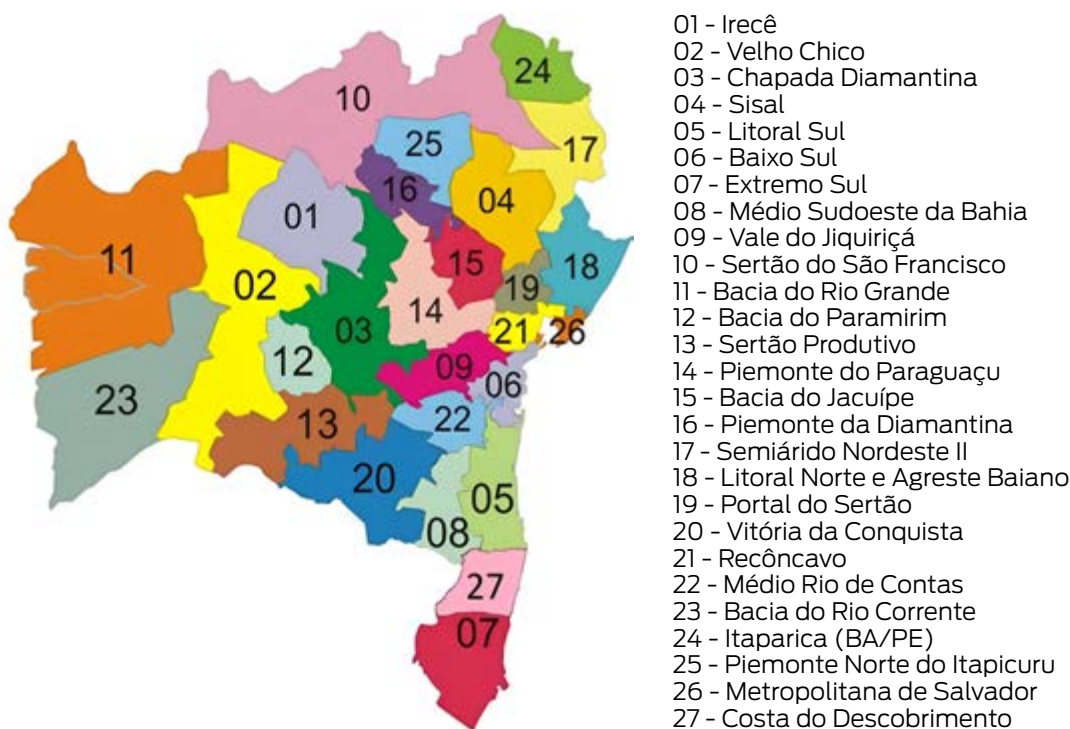 01 - Irecê
02 - Velho Chico
03 - Chapada Diamantina
04 - Sisal
05 - Litoral Sul
06 - Baixo Sul
07 - Extremo Sul
08 - Médio Sudoeste da Bahia
09 - Vale do Jiquiriçá
10 - Sertão do São Francisco
11 - Bacia do Rio Grande
12 - Bacia do Paramirim
13 - Sertão Produtivo
14 - Piemonte do Paraguaçu
15 - Bacia do Jacuípe
16 - Piemonte da Diamantina
17 - Semiárido Nordeste II
18 - Litoral Norte e Agreste Baiano
19 - Portal do Sertão
20 - Vitória da Conquista
21 - Recôncavo
22 - Médio Rio de Contas
23 - Bacia do Rio Corrente
24 - Itaparica (BA/PE)
25 - Piemonte Norte do Itapicuru
26 - Metropolitana de Salvador
27 - Costa do Descobrimento
24
10
25
17
16
04
01
11
15
18
02
19
14
03
21
26
12
09
06
23
22
13
20
05
08
27
07